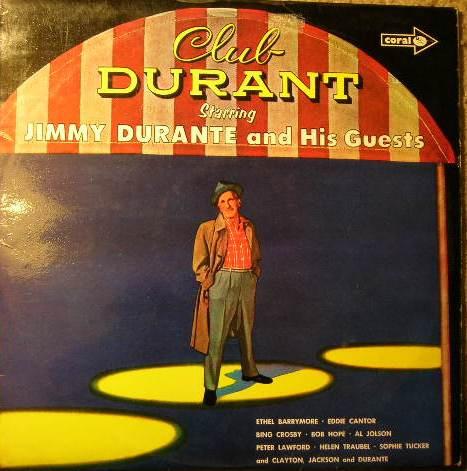 coral
Club
DURANT
Starring
JIMMY DURANTE and His Guests
ETHEL BARRYMORE · EDDIE CANTOR
BING CROSBY · BOB HOPE · AL JOLSON
PETER LAWFORD · HELEN TRAUBEL · SOPHIE TUCKER
and CLAYTON, JACKSON and DURANTE